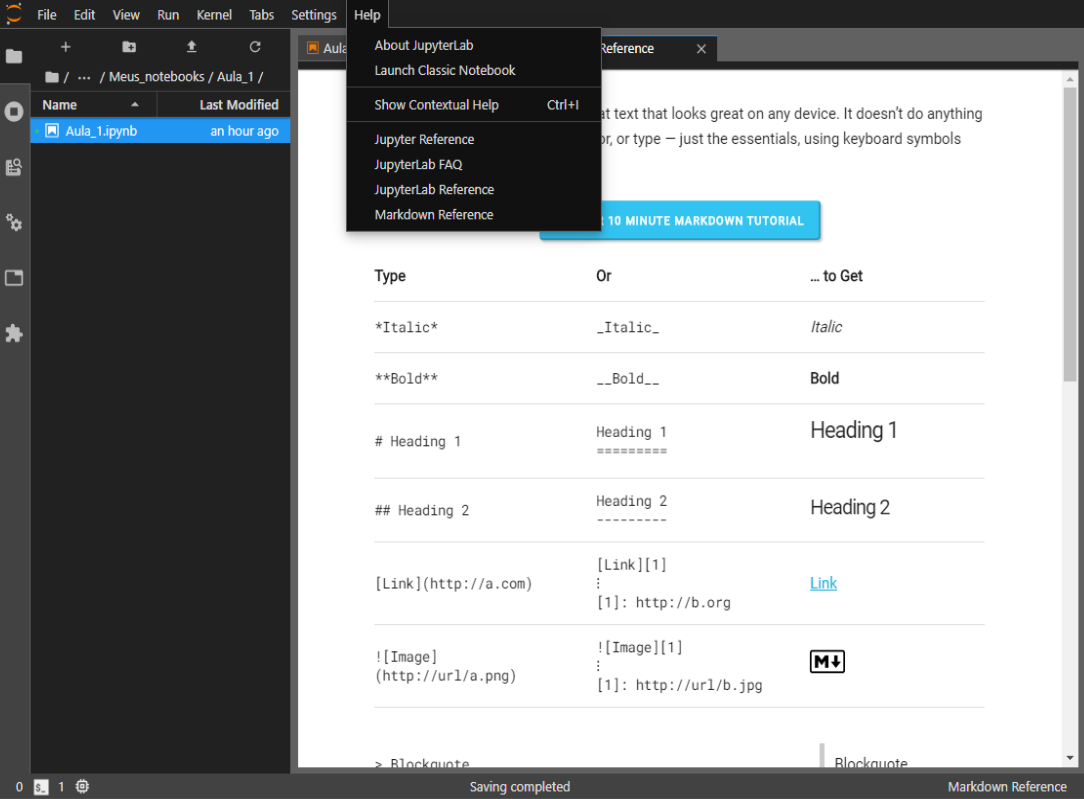 File Edit View Run Kernel Tabs Settings Help
About JupyterLab
Launch Classic Notebook
Show Contextual Help Ctrl+I
Jupyter Reference
JupyterLab FAQ
JupyterLab Reference
Markdown Reference
/ ··· / Meus_notebooks / Aula_1 /
Name Last Modified
Aula_1.ipynb an hour ago
Aula
Reference
at text that looks great on any device. It doesn’t do anything
or, or type — just the essentials, using keyboard symbols
10 MINUTE MARKDOWN TUTORIAL
Type Or … to Get
*Italic* _Italic_ Italic
**Bold** __Bold__ Bold
# Heading 1
Heading 1
=========
Heading 1
## Heading 2
Heading 2
---------
Heading 2
[Link](http://a.com)
[Link][1]
⋮
[1]: http://b.org
Link
![Image]
(http://url/a.png)
![Image][1]
⋮
[1]: http://url/b.jpg
M
> Blockquote
Blockquote
0 $_ 1 Saving completed Markdown Reference